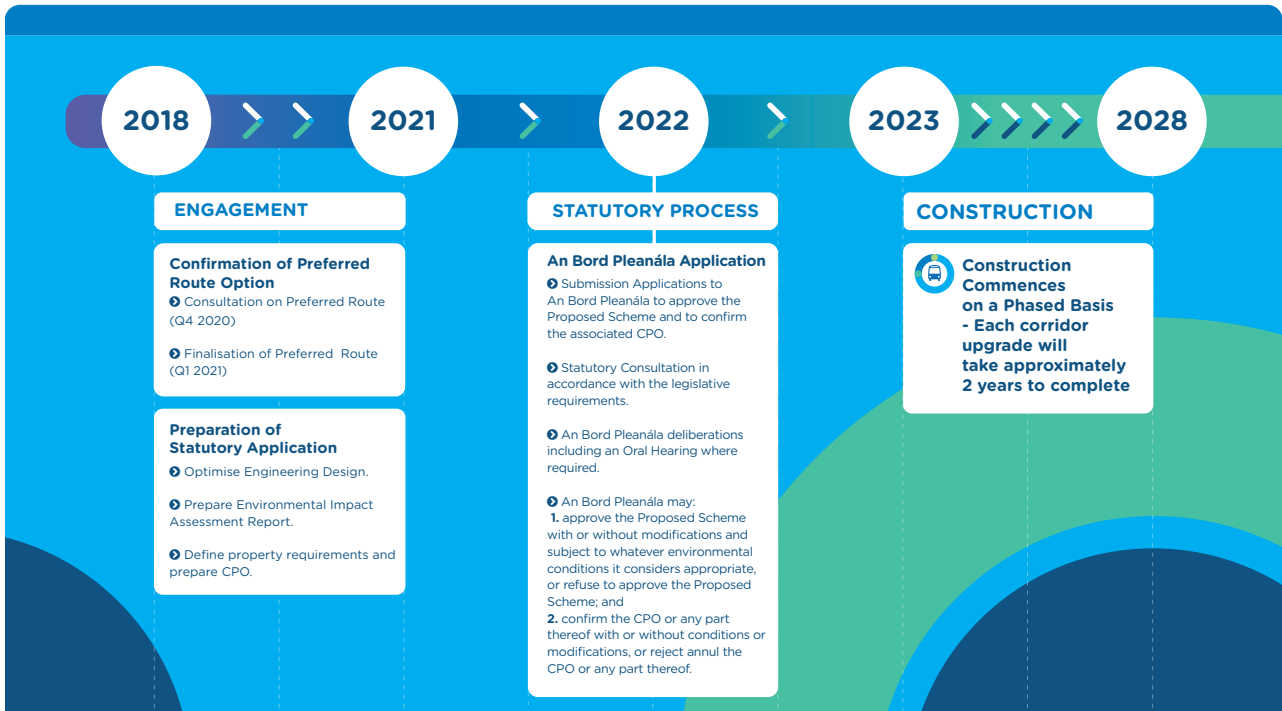 2018
2021
2022
2023
2028
ENGAGEMENT
Confirmation of Preferred
Route Option
Consultation on Preferred Route
(Q4 2020)
Finalisation of Preferred Route
(Q1 2021)
Preparation of
Statutory Application
Optimise Engineering Design.
Prepare Environmental Impact
Assessment Report.
Define property requirements and
prepare CPO.
STATUTORY PROCESS
An Bord Pleanála Application
Submission Applications to
An Bord Pleanála to approve the
Proposed Scheme and to confirm
the associated CPO.
Statutory Consultation in
accordance with the legislative
requirements.
An Bord Pleanála deliberations
including an Oral Hearing where
required.
An Bord Pleanála may:
1. approve the Proposed Scheme
with or without modifications and
subject to whatever environmental
conditions it considers appropriate,
or refuse to approve the Proposed
Scheme; and
2. confirm the CPO or any part
thereof with or without conditions or
modifications, or reject annul the
CPO or any part thereof.
CONSTRUCTION
Construction
Commences
on a Phased Basis
- Each corridor
upgrade will
take approximately
2 years to complete